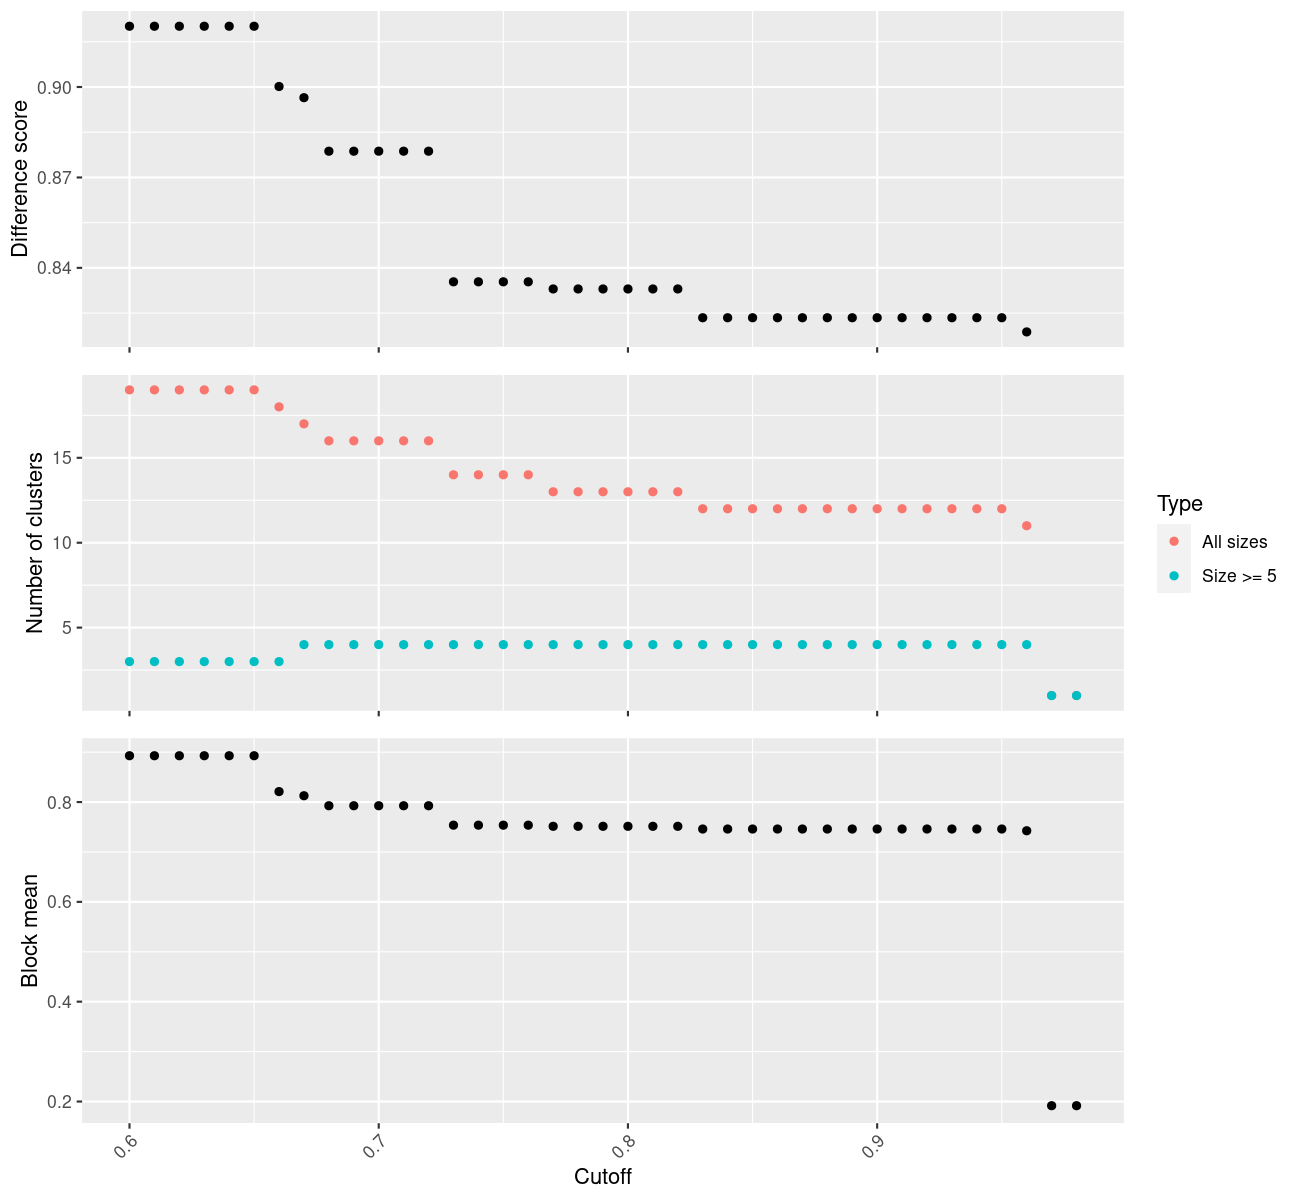 Difference score
0.90
0.87
0.84
Number of clusters
15
10
5
Type
All sizes
Size >= 5
Block mean
0.8
0.6
0.4
0.2
0.6
0.7
0.8
0.9
Cutoff